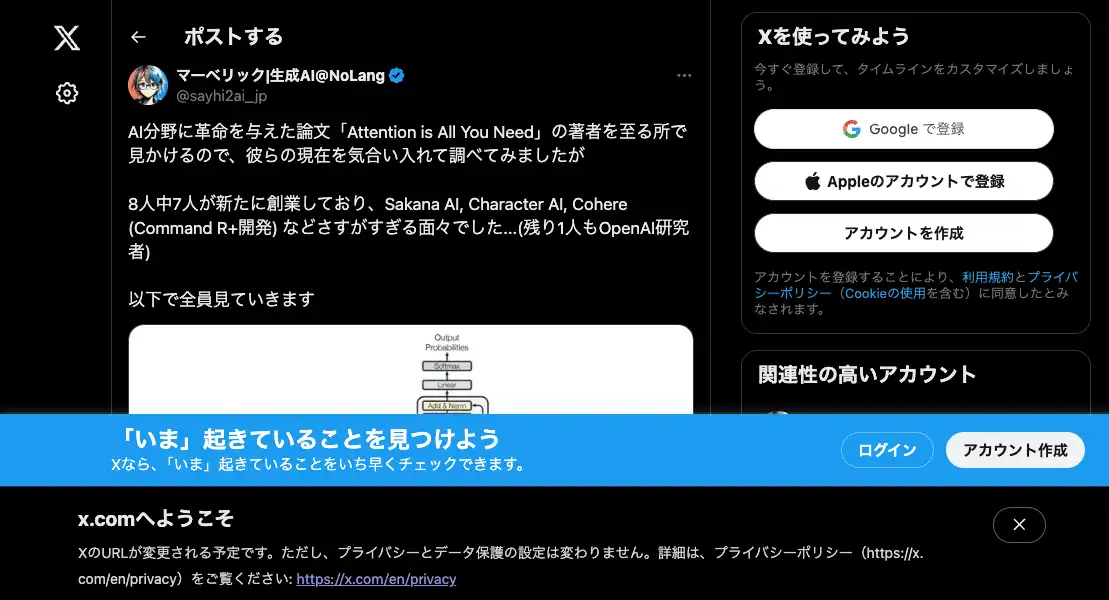 ポストする
マーベリック|生成AI@NoLang
@sayhi2ai_jp
AI分野に革命を与えた論文「Attention is All You Need」の著者を至る所で
見かけるので、彼らの現在を気合い入れて調べてみましたが
8人中7人が新たに創業しており、Sakana AI, Character AI, Cohere
(Command R+開発) などさすがすぎる面々でした...(残り1人もOpenAI研究
者)
以下で全員見ていきます
Output
Probabilities
Softmax
Linear
Add & Norm
Xを使ってみよう
今すぐ登録して、タイムラインをカスタマイズしましょ
う。
Google で登録
Appleのアカウントで登録
アカウントを作成
アカウントを登録することにより、利用規約とプライバ
シーポリシー（Cookieの使用を含む）に同意したとみ
なされます。
関連性の高いアカウント
「いま」起きていることを見つけよう
Xなら、「いま」起きていることをいち早くチェックできます。
ログイン
アカウント作成
x.comへようこそ
XのURLが変更される予定です。ただし、プライバシーとデータ保護の設定は変わりません。詳細は、プライバシーポリシー（https://x.
com/en/privacy）をご覧ください: https://x.com/en/privacy